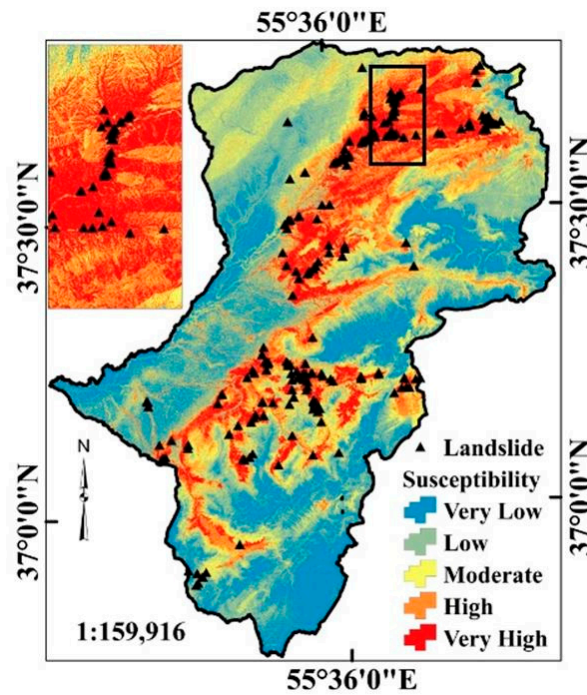 55°36'0"E
37°30'0"N
37°30'0"N
N
Landslide
Susceptibility
Very Low
Low
Moderate
High
Very High
37°0'0"N
37°0'0"N
1:159,916
55°36'0"E